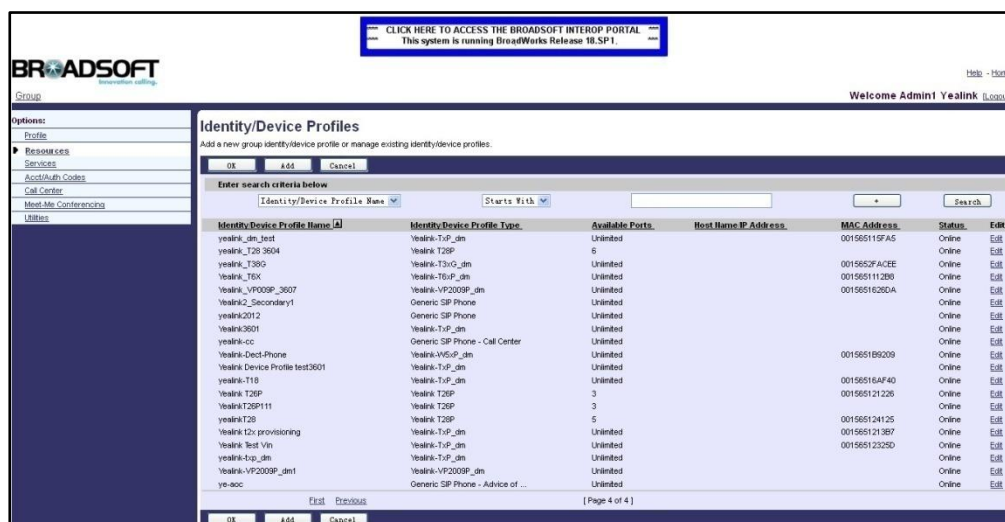 ^^^ CLICK HERE TO ACCESS THE BROADSOFT INTEROP PORTAL ^^^
^^^ This system is running BroadWorks Release 18.SP1. ^^^
BROADSOFT
innovation calling.
Help - Hom
Group
Welcome Admin1 Yealink [Logou
Options:
Profile
Resources
Services
Acct/Auth Codes
Call Center
Meet-Me Conferencing
Utilities
Identity/Device Profiles
Add a new group identity/device profile or manage existing identity/device profiles.
OK Add Cancel
Enter search criteria below
Identity/Device Profile Name Starts With + Search
Identity/Device Profile Name Identity/Device Profile Type Available Ports Host Name/IP Address MAC Address Status Edit
yealink_dm_test Yealink-TxP_dm Unlimited 001565115FA5 Online Edit
yealink_T28 3604 Yealink T28P 6 Online Edit
yealink_T38G Yealink-T3xG_dm Unlimited 0015652FACEE Online Edit
Yealink_T6X Yealink-T6xP_dm Unlimited 0015651112B8 Online Edit
Yealink_VP009P_3607 Yealink-VP2009P_dm Unlimited 0015651626DA Online Edit
Yealink2_Secondary1 Generic SIP Phone Unlimited Online Edit
yealink2012 Generic SIP Phone Unlimited Online Edit
Yealink3601 Yealink-TxP_dm Unlimited Online Edit
yealink-cc Generic SIP Phone - Call Center Unlimited Online Edit
Yealink-Dect-Phone Yealink-W5xP_dm Unlimited 0015651B9209 Online Edit
Yealink Device Profile test3601 Yealink-TxP_dm Unlimited Online Edit
yealink-T18 Yealink-TxP_dm Unlimited 00156516AF40 Online Edit
Yealink T26P Yealink T26P 3 001565121226 Online Edit
YealinkT26P111 Yealink T26P 3 Online Edit
yealinkT28 Yealink T28P 5 001565124125 Online Edit
Yealink t2x provisioning Yealink-TxP_dm Unlimited 0015651213B7 Online Edit
Yealink Test Vin Yealink-TxP_dm Unlimited 00156512325D Online Edit
yealink-txp_dm Yealink-TxP_dm Unlimited Online Edit
Yealink-VP2009P_dm1 Yealink-VP2009P_dm Unlimited Online Edit
ye-aoc Generic SIP Phone - Advice of ... Unlimited Online Edit
First Previous [ Page 4 of 4 ]
OK Add Cancel